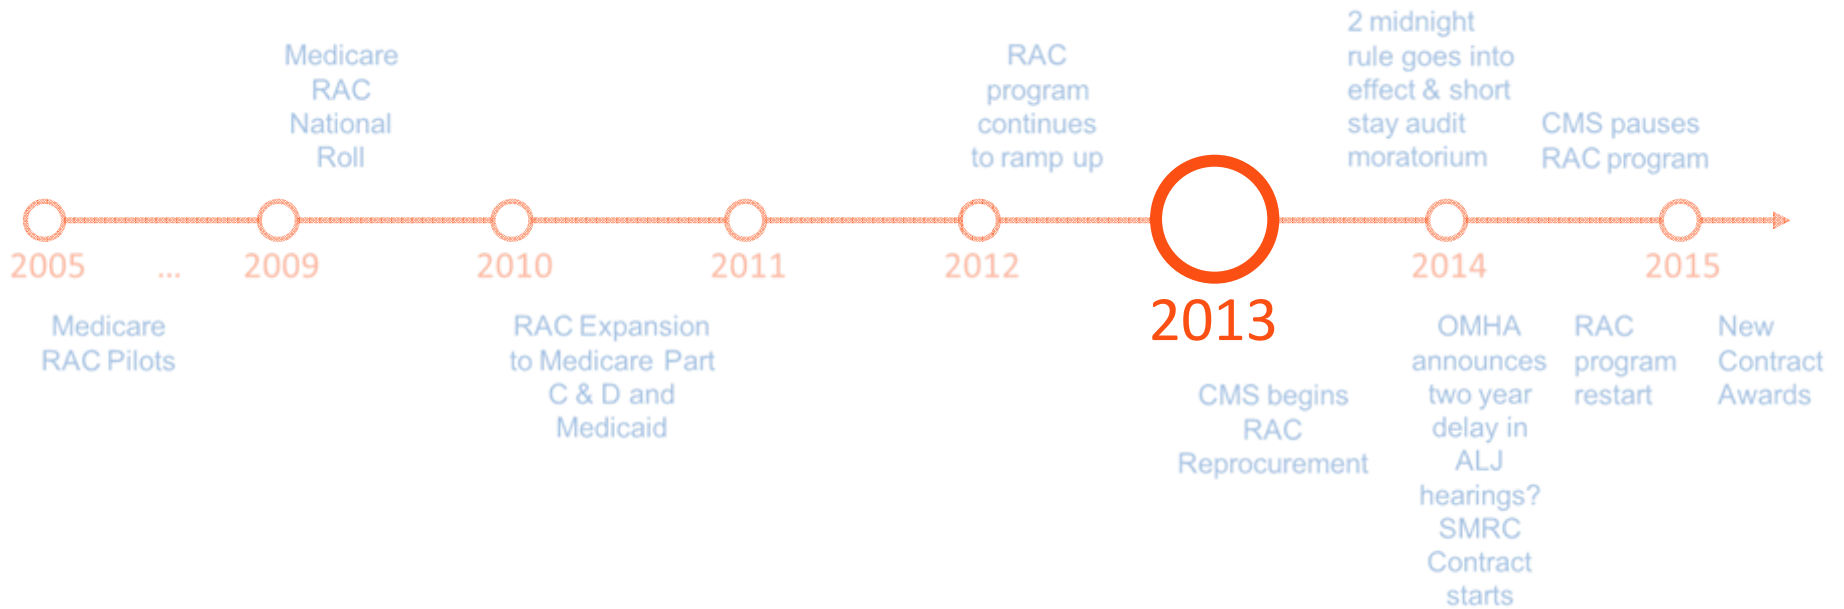 Medicare
RAC
National
Roll
RAC
program
continues
to ramp up
2 midnight
rule goes into
effect & short
stay audit
moratorium
CMS pauses
RAC program
2005
...
2009
2010
2011
2012
2013
2014
2015
Medicare
RAC Pilots
RAC Expansion
to Medicare Part
C & D and
Medicaid
CMS begins
RAC
Reprocurement
OMHA
announces
two year
delay in
ALJ
hearings?
SMRC
Contract
starts
RAC
program
restart
New
Contract
Awards